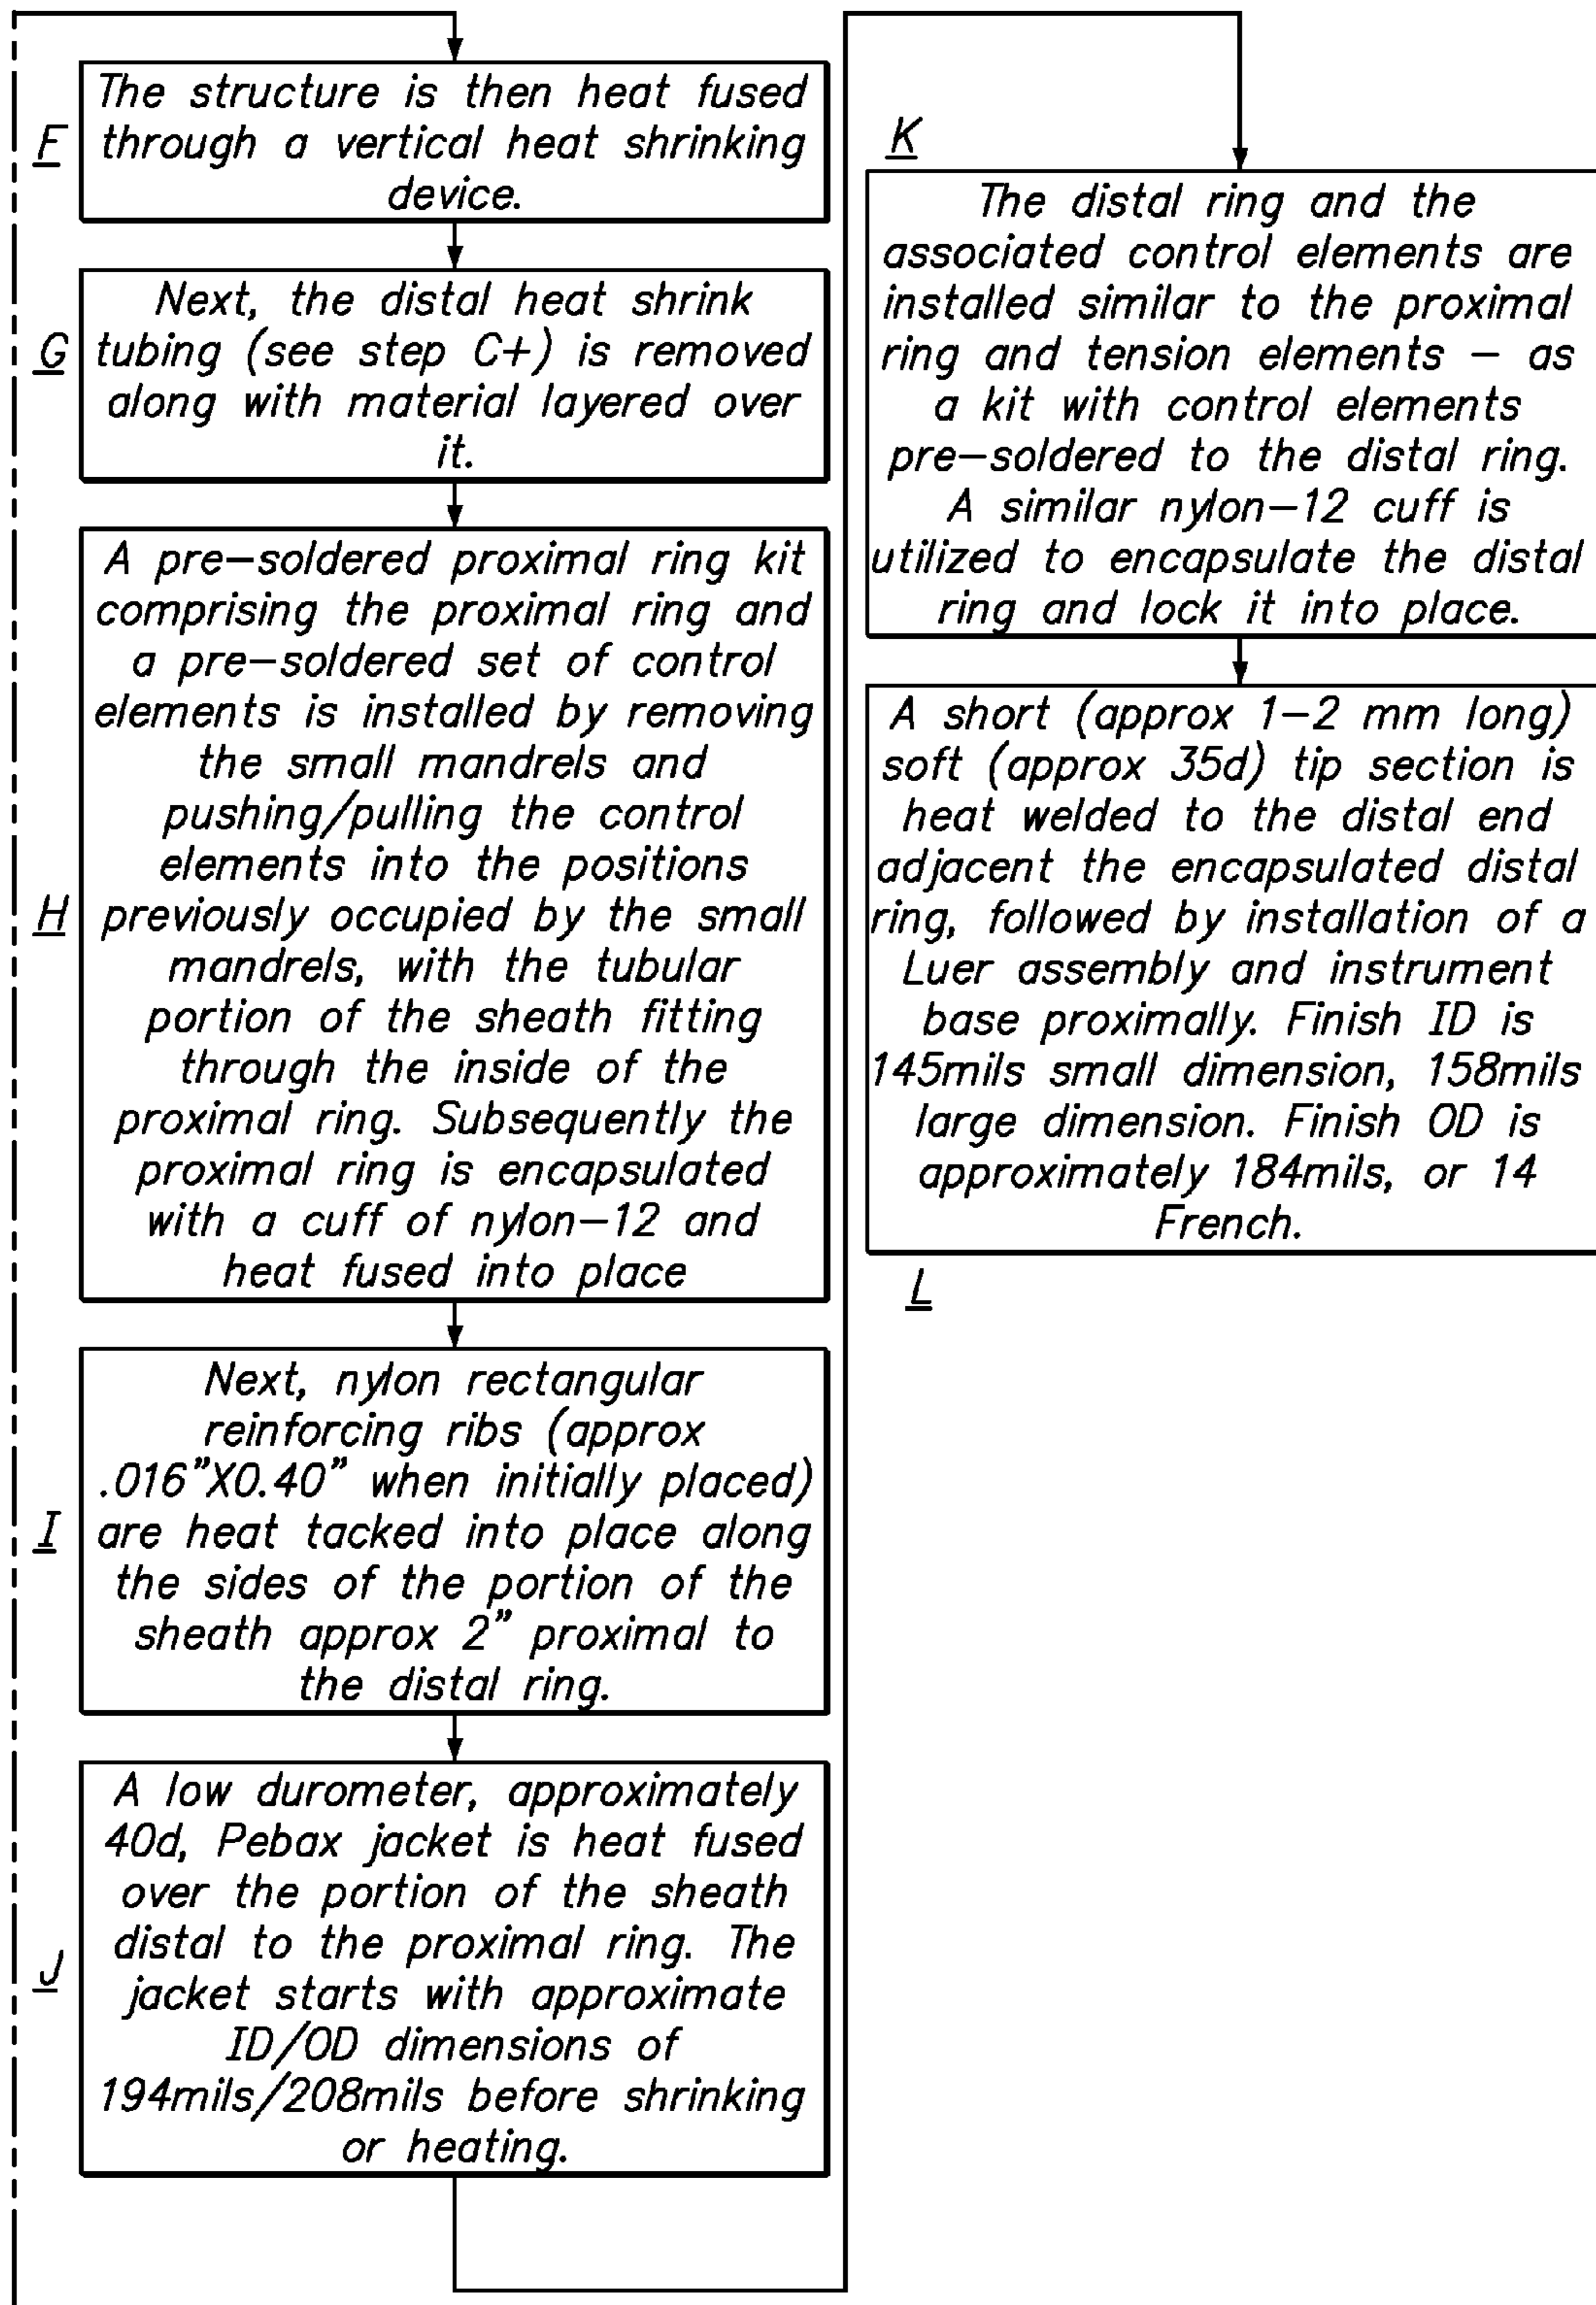 F
The structure is then heat fused
through a vertical heat shrinking
device.
G
Next, the distal heat shrink
tubing (see step C+) is removed
along with material layered over
it.
H
A pre-soldered proximal ring kit
comprising the proximal ring and
a pre-soldered set of control
elements is installed by removing
the small mandrels and
pushing/pulling the control
elements into the positions
previously occupied by the small
mandrels, with the tubular
portion of the sheath fitting
through the inside of the
proximal ring. Subsequently the
proximal ring is encapsulated
with a cuff of nylon-12 and
heat fused into place
I
Next, nylon rectangular
reinforcing ribs (approx
.016"X0.40" when initially placed)
are heat tacked into place along
the sides of the portion of the
sheath approx 2" proximal to
the distal ring.
J
A low durometer, approximately
40d, Pebax jacket is heat fused
over the portion of the sheath
distal to the proximal ring. The
jacket starts with approximate
ID/OD dimensions of
194mils/208mils before shrinking
or heating.
K
The distal ring and the
associated control elements are
installed similar to the proximal
ring and tension elements – as
a kit with control elements
pre-soldered to the distal ring.
A similar nylon-12 cuff is
utilized to encapsulate the distal
ring and lock it into place.
A short (approx 1-2 mm long)
soft (approx 35d) tip section is
heat welded to the distal end
adjacent the encapsulated distal
ring, followed by installation of a
Luer assembly and instrument
base proximally. Finish ID is
145mils small dimension, 158mils
large dimension. Finish OD is
approximately 184mils, or 14
French.
L